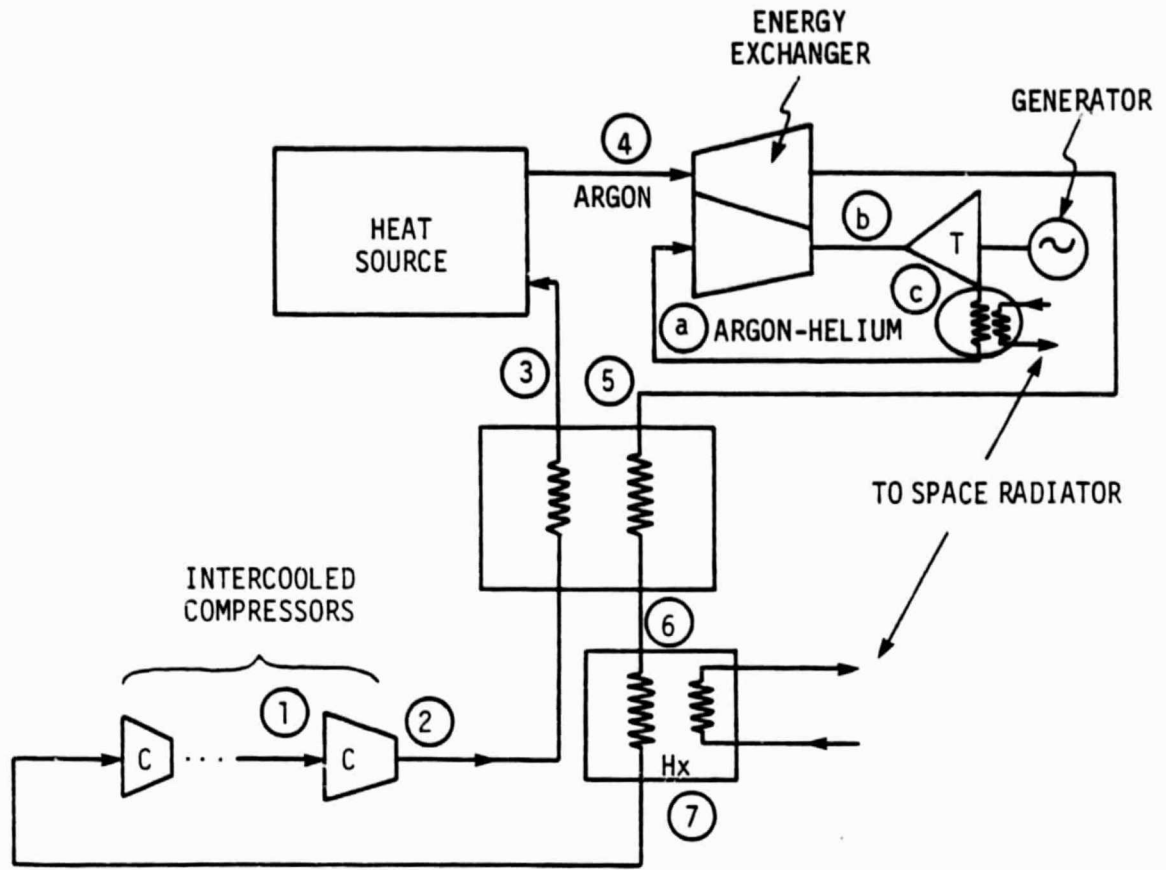 ENERGY
EXCHANGER
GENERATOR
4
ARGON
HEAT
SOURCE
b
T
~
c
a
ARGON-HELIUM
3
5
TO SPACE RADIATOR
INTERCOOLED
COMPRESSORS
6
1
2
C
...
C
Hx
7